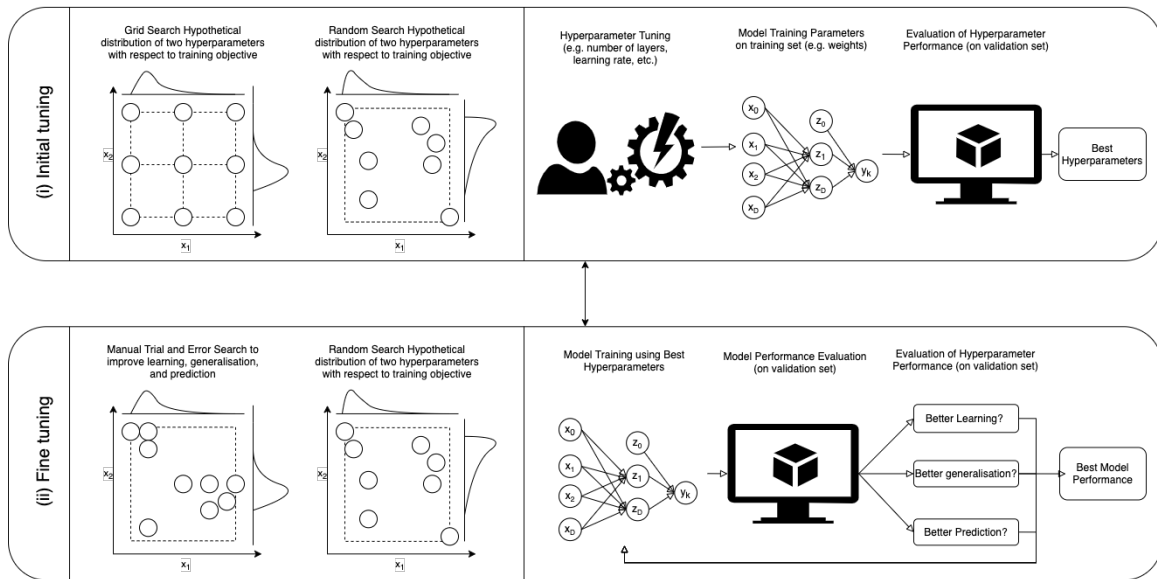 (i) Initial tuning
Grid Search Hypothetical
distribution of two hyperparameters
with respect to training objective
x2
x1
Random Search Hypothetical
distribution of two hyperparameters
with respect to training objective
x2
x1
Hyperparameter Tuning
(e.g. number of layers,
learning rate, etc.)
Model Training Parameters
on training set (e.g. weights)
x0
x1
x2
xD
z0
z1
zD
yk
Evaluation of Hyperparameter
Performance (on validation set)
Best
Hyperparameters
(ii) Fine tuning
Manual Trial and Error Search to
improve learning, generalisation,
and prediction
x2
x1
Random Search Hypothetical
distribution of two hyperparameters
with respect to training objective
x2
x1
Model Training using Best
Hyperparameters
x0
x1
x2
xD
z0
z1
zD
yk
Model Performance Evaluation
(on validation set)
Evaluation of Hyperparameter
Performance (on validation set)
Better Learning?
Better generalisation?
Better Prediction?
Best Model
Performance